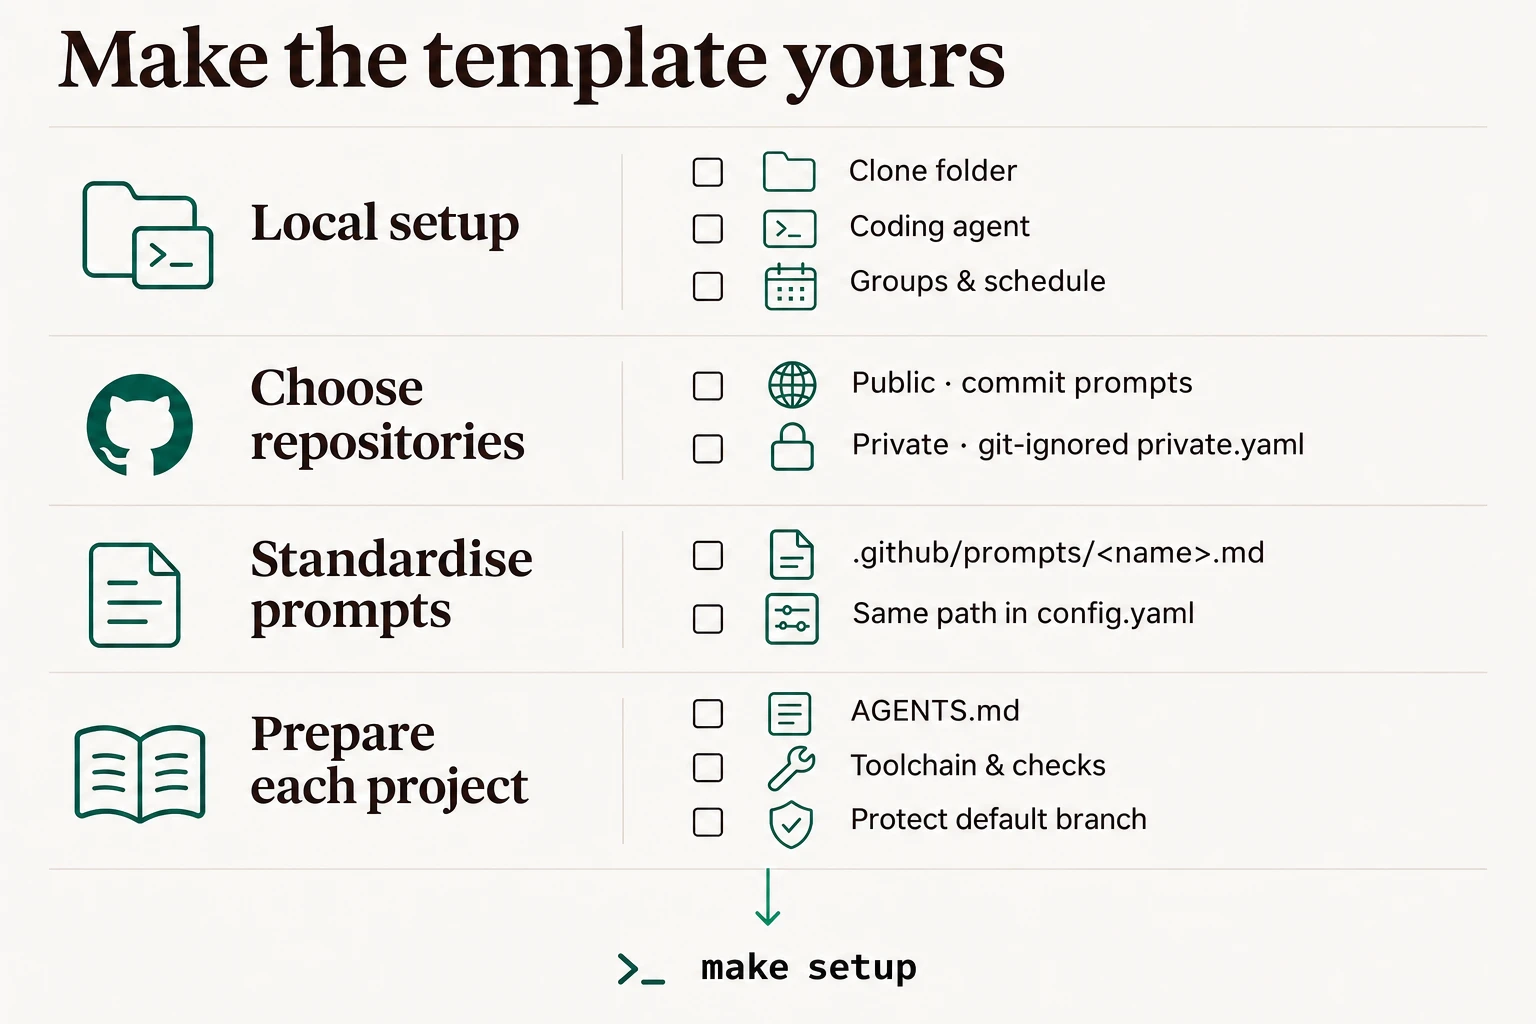 Make the template yours
Local setup
Clone folder
Coding agent
Groups & schedule
Choose
repositories
Public · commit prompts
Private · git-ignored private.yaml
Standardise
prompts
.github/prompts/<name>.md
Same path in config.yaml
Prepare
each project
AGENTS.md
Toolchain & checks
Protect default branch
>_ make setup